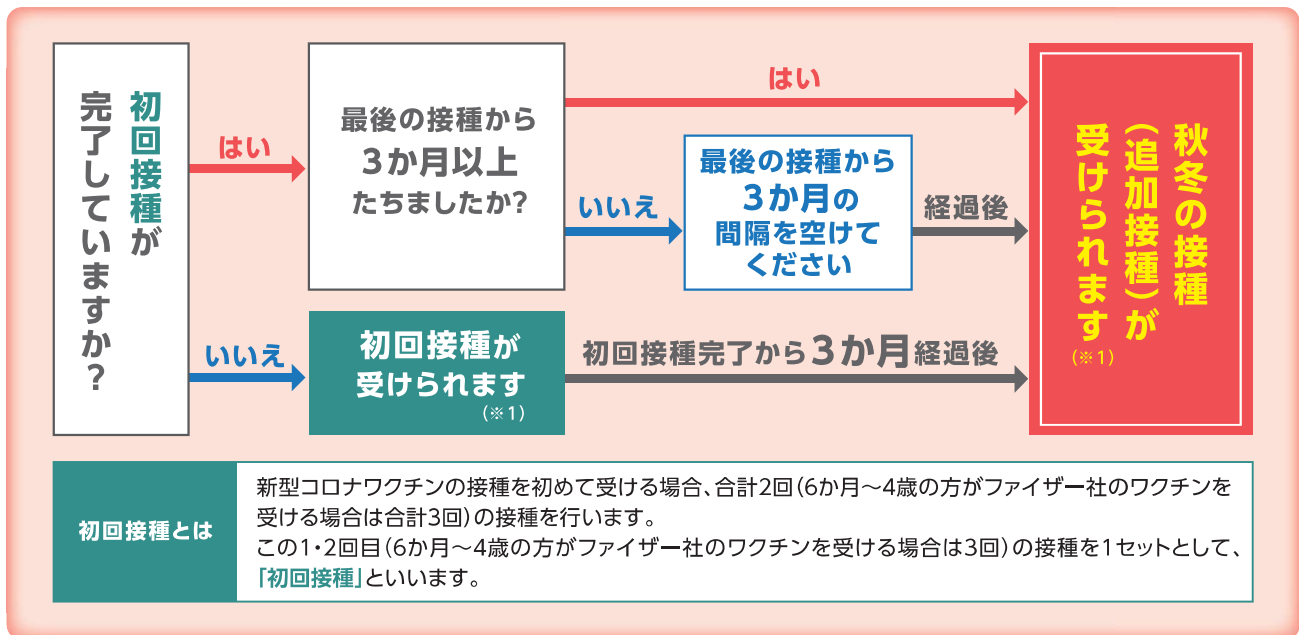 初回接種が
完了していますか？
はい
いいえ
最後の接種から
3か月以上
たちましたか？
はい
いいえ
最後の接種から
3か月の
間隔を空けて
ください
経過後
初回接種が
受けられます
（※1）
初回接種完了から3か月経過後
秋冬の接種
（追加接種）が
受けられます
（※1）
初回接種とは
新型コロナワクチンの接種を初めて受ける場合、合計2回（6か月～4歳の方がファイザー社のワクチンを
受ける場合は合計3回）の接種を行います。
この1・2回目（6か月～4歳の方がファイザー社のワクチンを受ける場合は3回）の接種を1セットとして、
「初回接種」といいます。